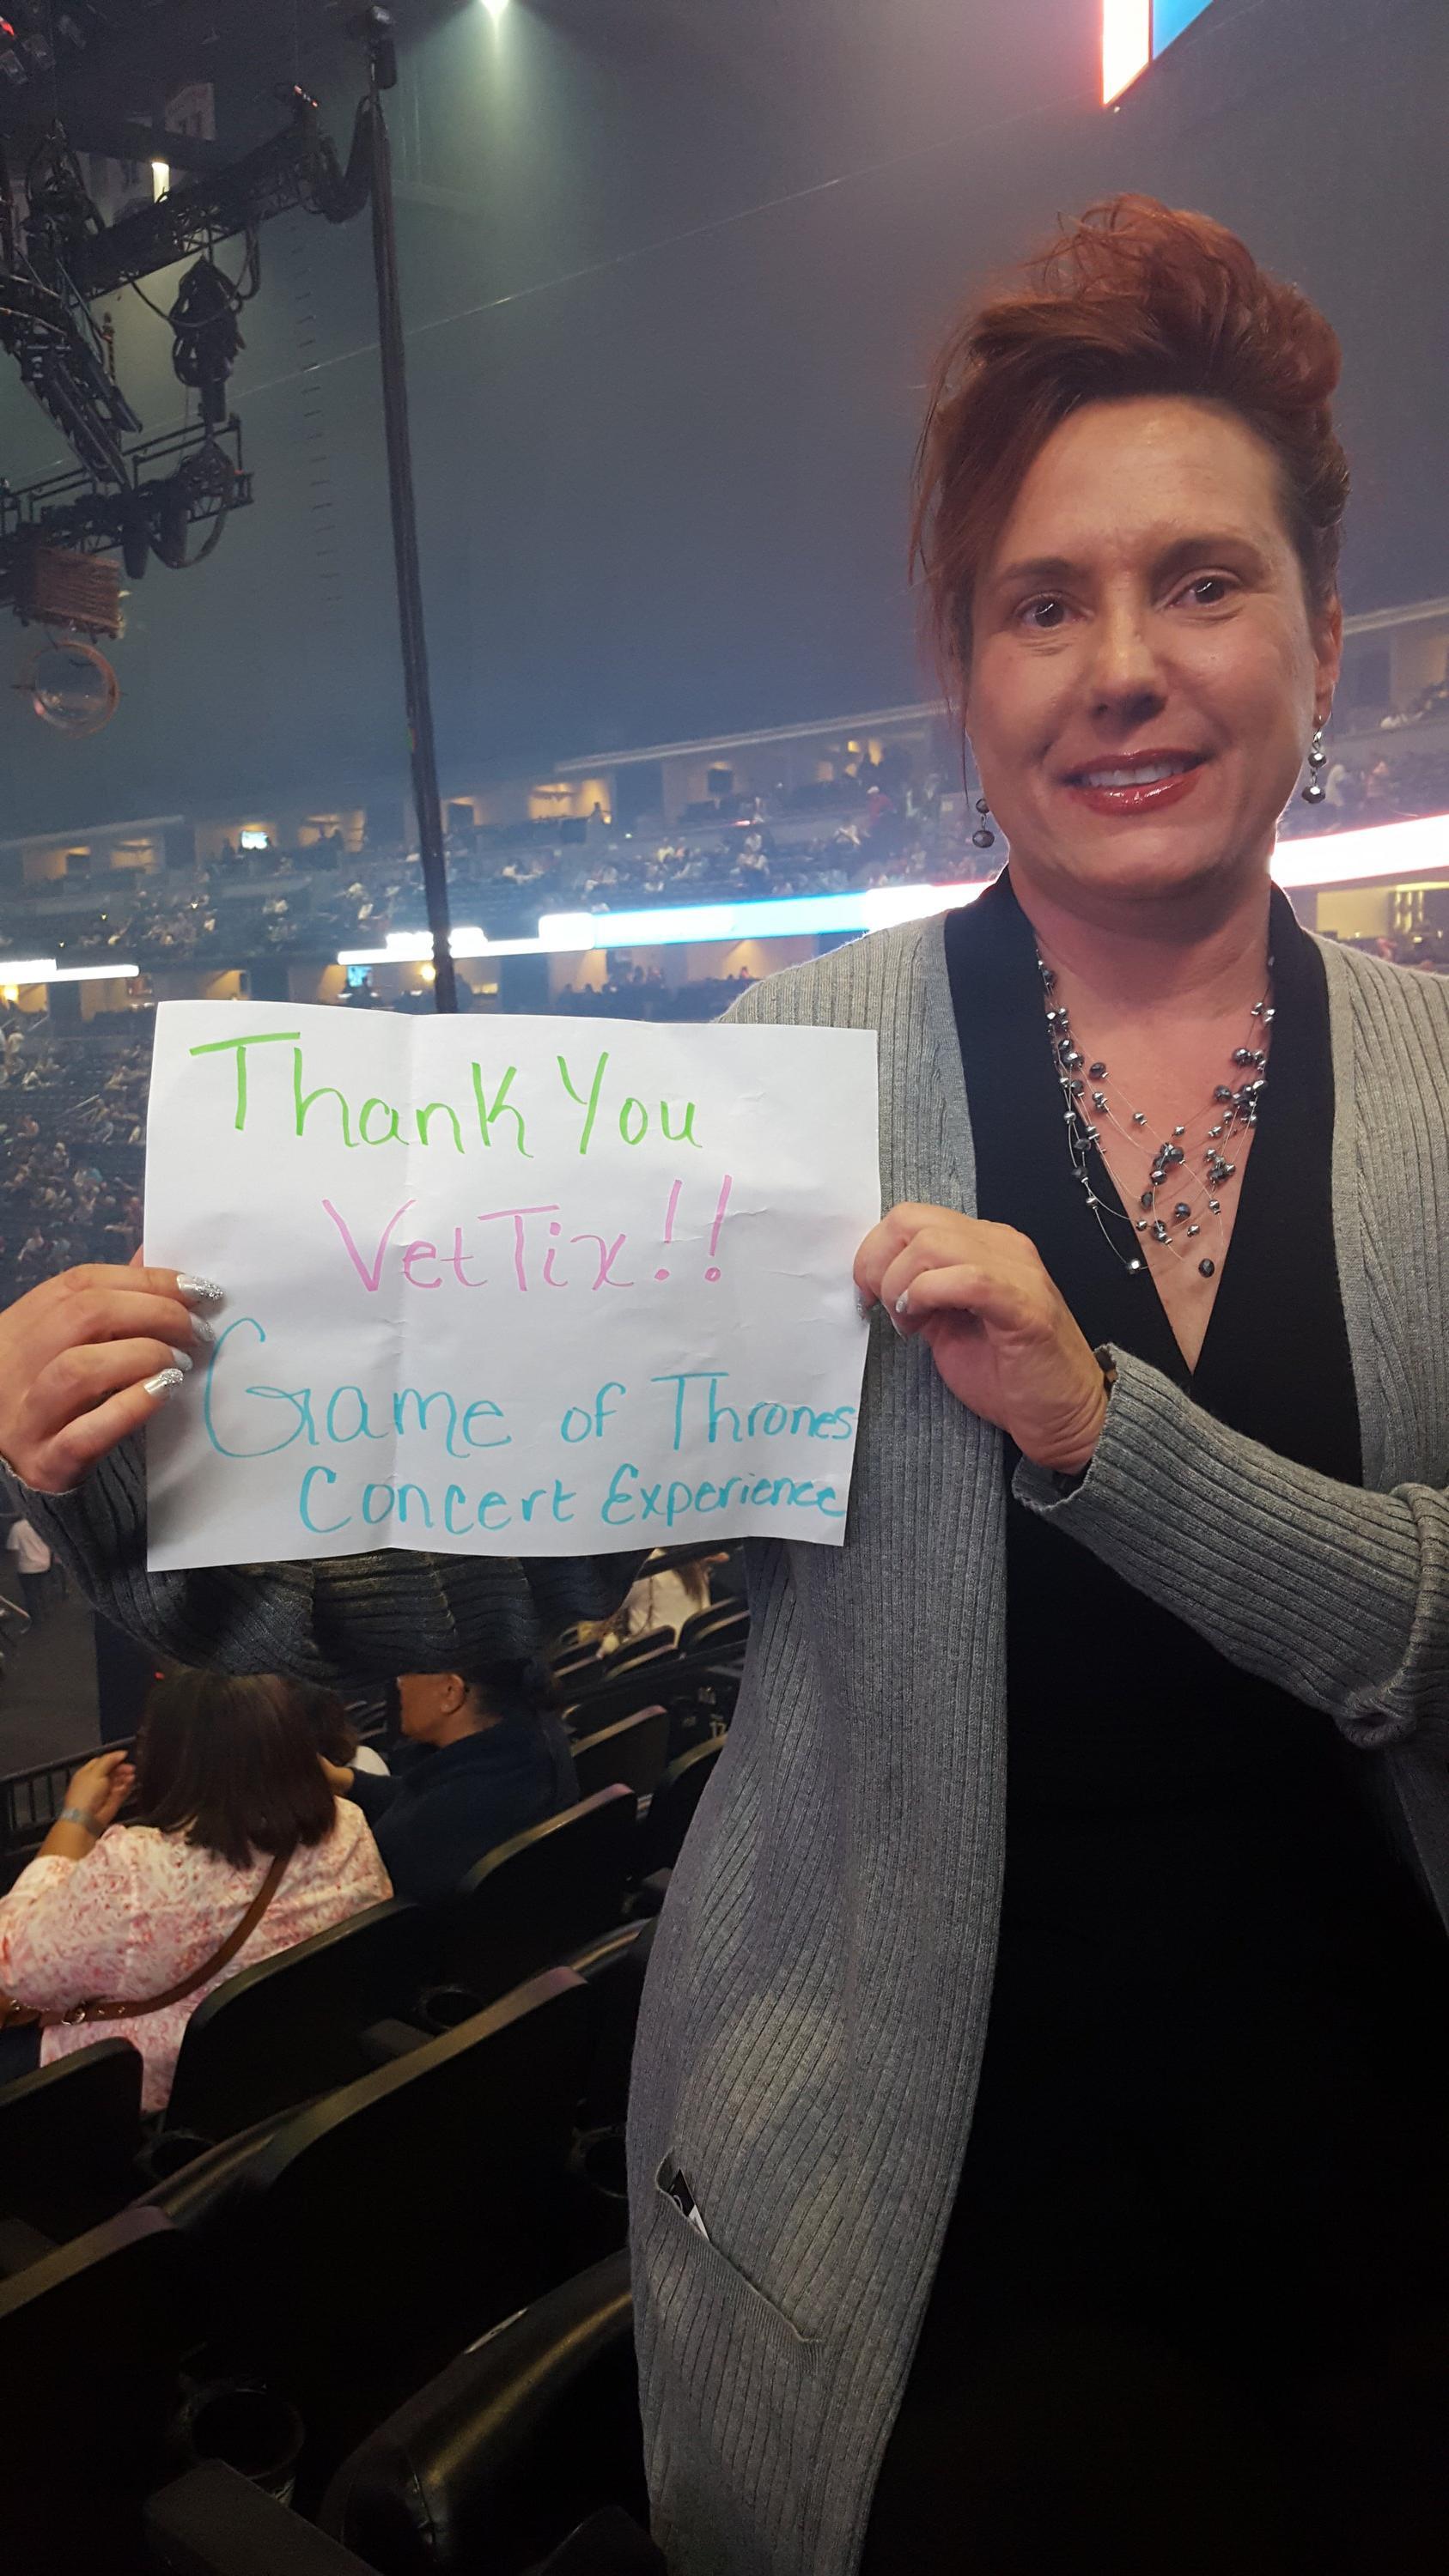 Thank You
VetTix!!
Game of Thrones
Concert Experience